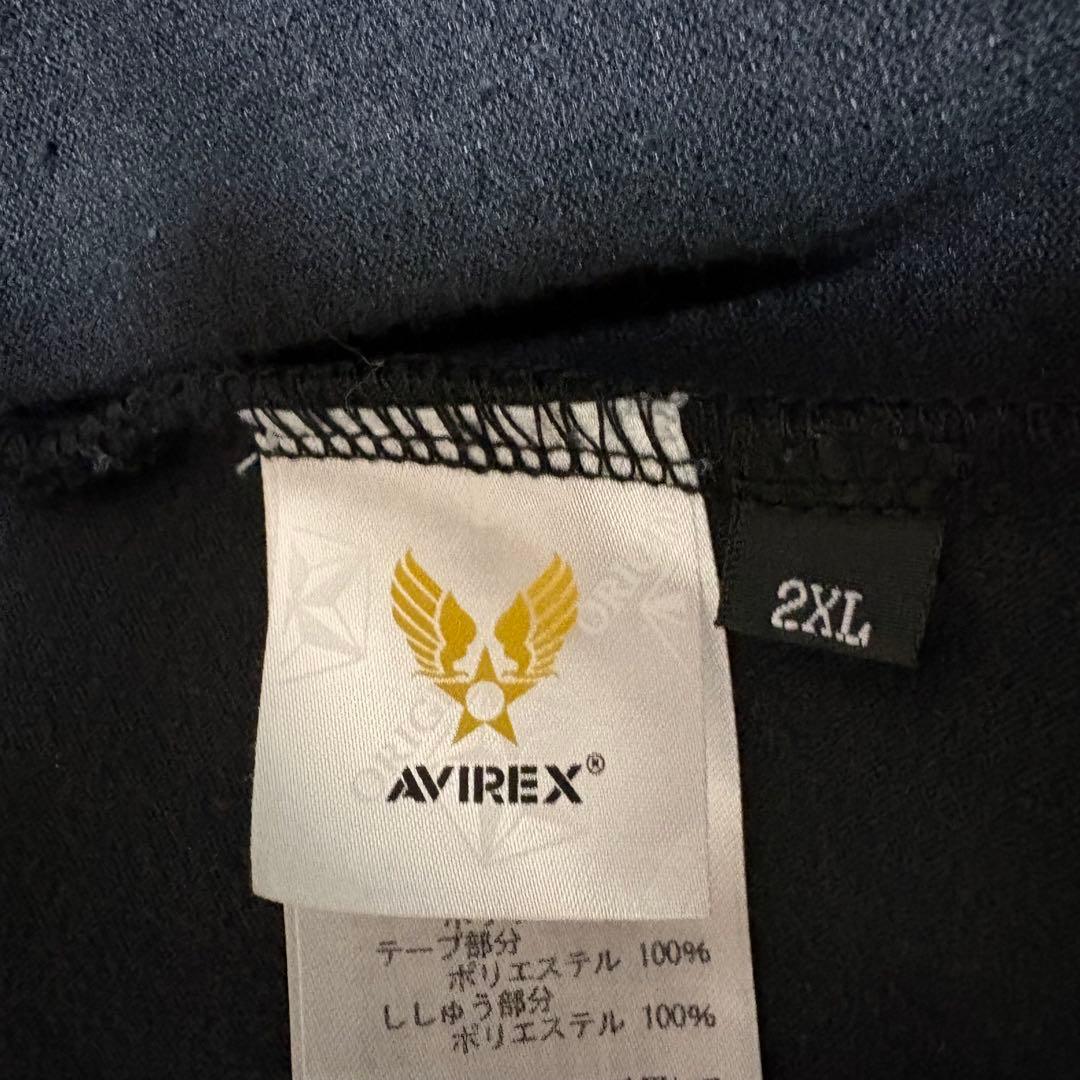 AVIREX®
2XL
テープ部分
ポリエステル 100%
ししゅう部分
ポリエステル 100%